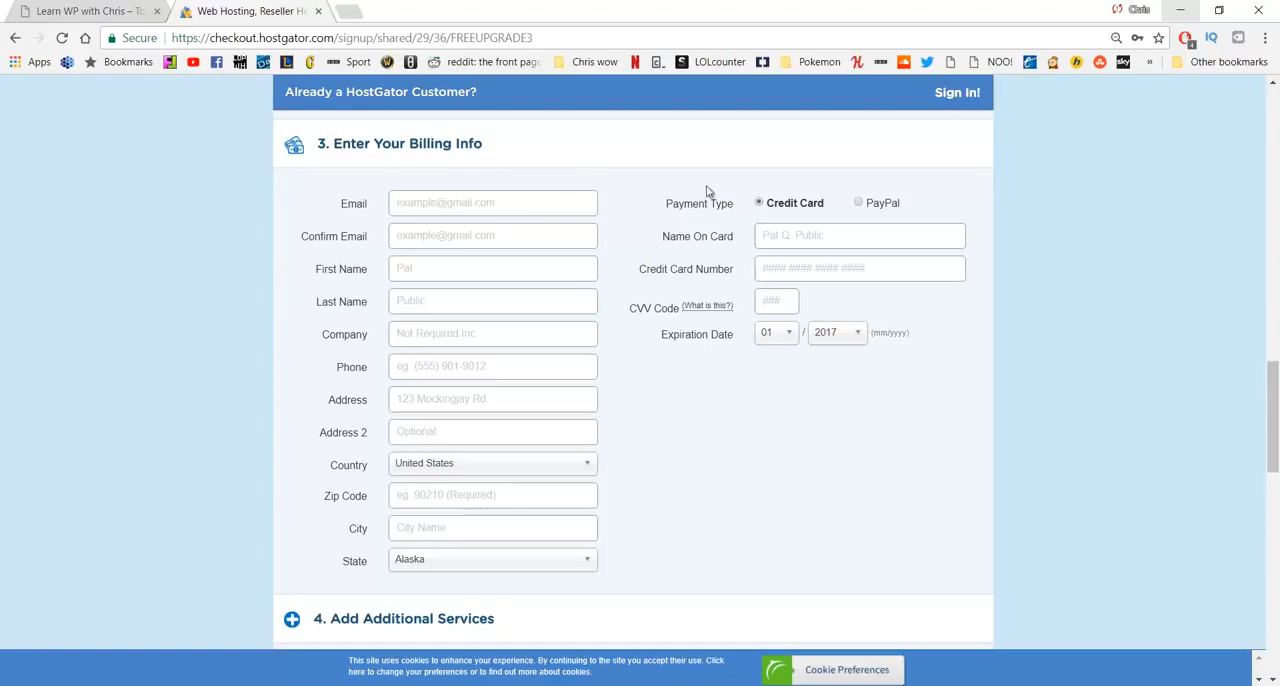 Learn WP with Chris – To
Web Hosting, Reseller H
Chris
Secure
https://checkout.hostgator.com/signup/shared/29/36/FREEUPGRADE3
Apps
Bookmarks
Sport
reddit: the front page
Chris wow
LOLcounter
Pokemon
NOO!
sky
»
Other bookmarks
Already a HostGator Customer?
Sign In!
3. Enter Your Billing Info
Email
example@gmail.com
Payment Type
Credit Card
PayPal
Confirm Email
example@gmail.com
Name On Card
Pat Q. Public
First Name
Pat
Credit Card Number
#### #### #### ####
Last Name
Public
CVV Code (What is this?)
###
Company
Not Required Inc
Expiration Date
01
/
2017
(mm/yyyy)
Phone
eg. (555) 901-9012
Address
123 Mockingjay Rd.
Address 2
Optional
Country
United States
Zip Code
eg. 90210 (Required)
City
City Name
State
Alaska
4. Add Additional Services
This site uses cookies to enhance your experience. By continuing to the site you accept their use. Click
here to change your preferences or to find out more about cookies.
Cookie Preferences